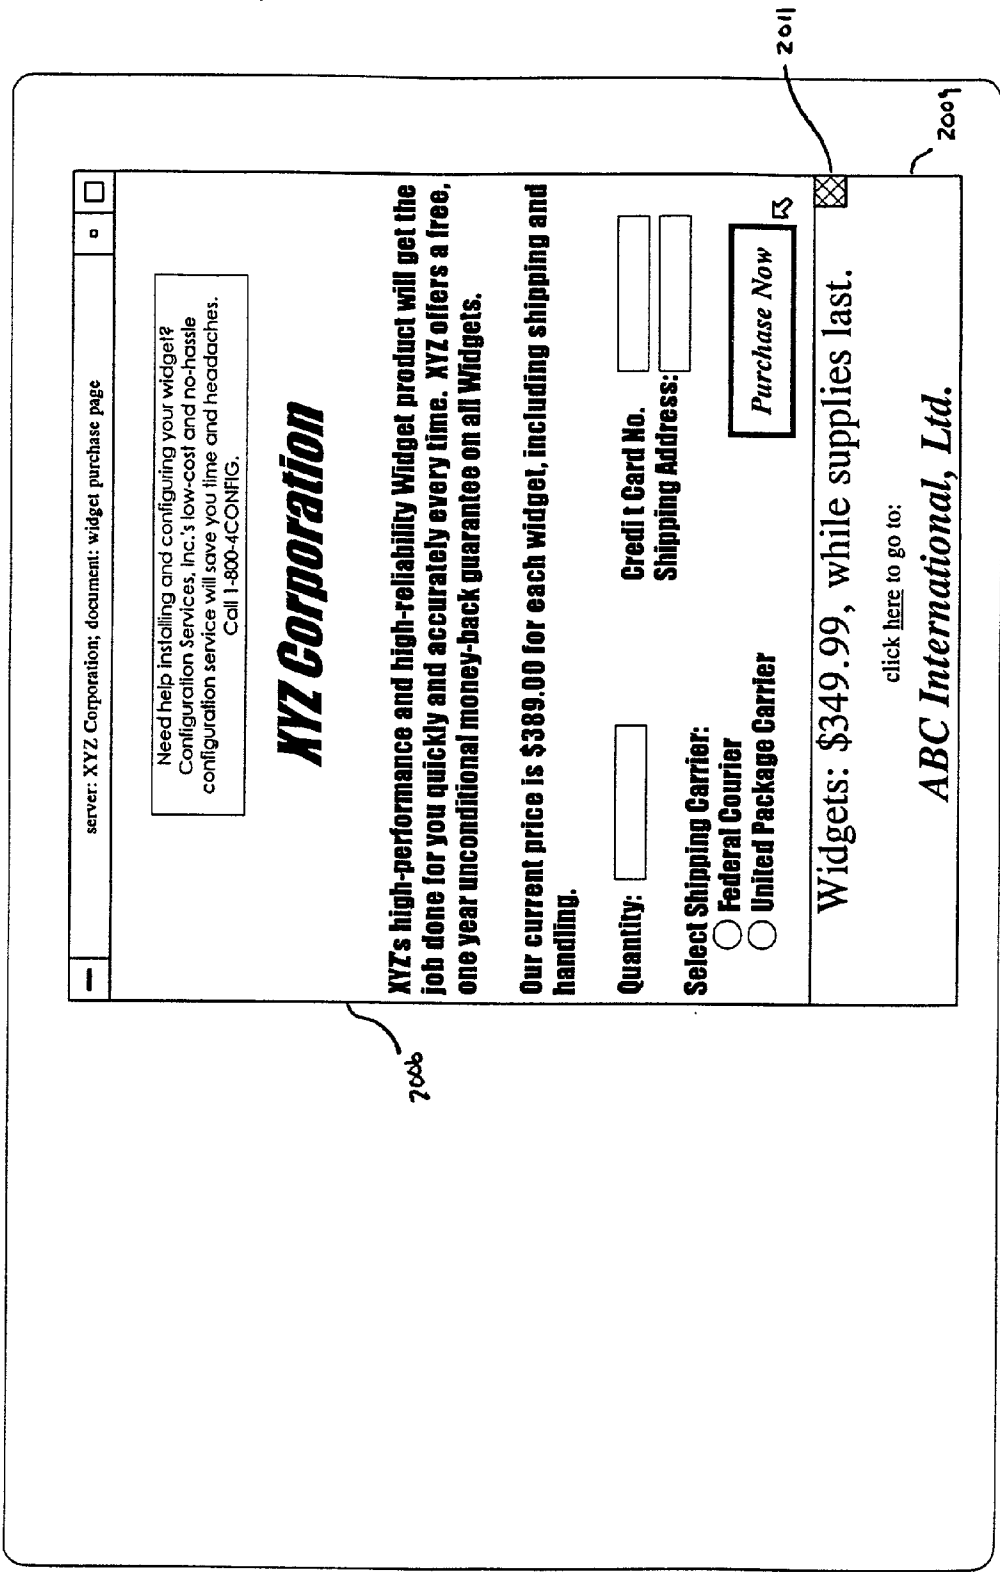 server: XYZ Corporation; document: widget purchase page
Need help installing and configuring your widget?
Configuration Services, Inc.'s low-cost and no-hassle
configuration service will save you time and headaches.
Call 1-800-4CONFIG.
XYZ Corporation
XYZ's high-performance and high-reliability Widget product will get the
job done for you quickly and accurately every time. XYZ offers a free,
one year unconditional money-back guarantee on all Widgets.
Our current price is $389.00 for each widget, including shipping and
handling.
Quantity:
Credi t Card No.
Shipping Address:
Select Shipping Carrier:
Federal Courier
United Package Carrier
Purchase Now
Widgets: $349.99, while supplies last.
click here to go to:
ABC International, Ltd.
2006
2011
2009